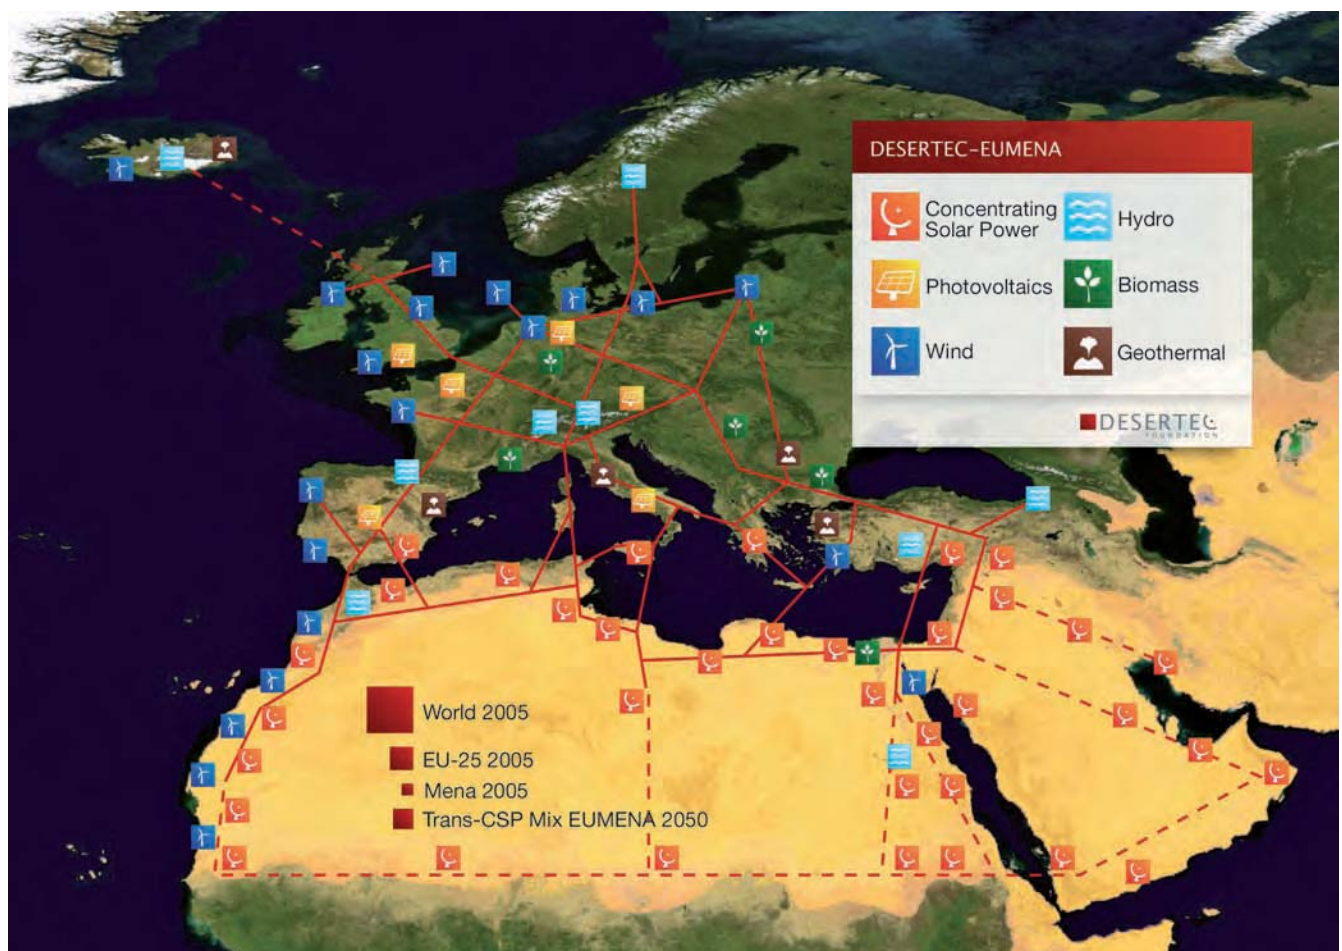 DESERTEC-EUMENA
Concentrating
Solar Power
Hydro
Photovoltaics
Biomass
Wind
Geothermal
DESERTEC
FOUNDATION
World 2005
EU-25 2005
Mena 2005
Trans-CSP Mix EUMENA 2050